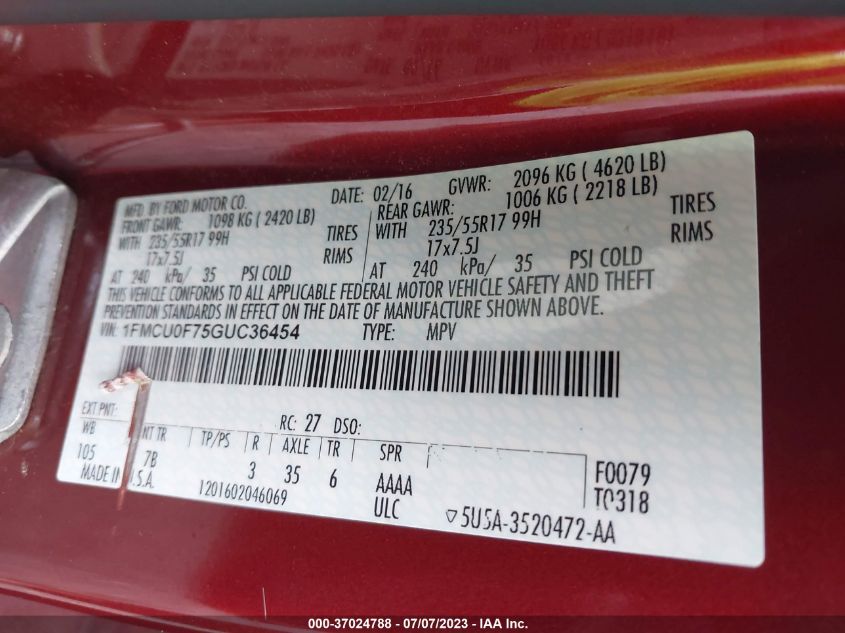 MFD. BY FORD MOTOR CO.
DATE: 02/16 GVWR: 2096 KG ( 4620 LB)
FRONT GAWR: 1098 KG ( 2420 LB) REAR GAWR: 1006 KG ( 2218 LB)
WITH 235/55R17 99H TIRES WITH 235/55R17 99H TIRES
17x7.5J RIMS 17x7.5J RIMS
AT 240 kPa/ 35 PSI COLD AT 240 kPa/ 35 PSI COLD
THIS VEHICLE CONFORMS TO ALL APPLICABLE FEDERAL MOTOR VEHICLE SAFETY AND THEFT
PREVENTION STANDARDS IN EFFECT ON THE DATE OF MANUFACTURE SHOWN ABOVE.
VIN: 1FMCU0F75GUC36454 TYPE: MPV
EXT PNT: RC: 27 DSO:
WB INT TR TP/PS R AXLE TR SPR
105 7B 3 35 6 AAAA F0079
MADE IN U.S.A. 1201602046069 ULC T0318
▽5U5A-3520472-AA
000-37024788 - 07/07/2023 - IAA Inc.